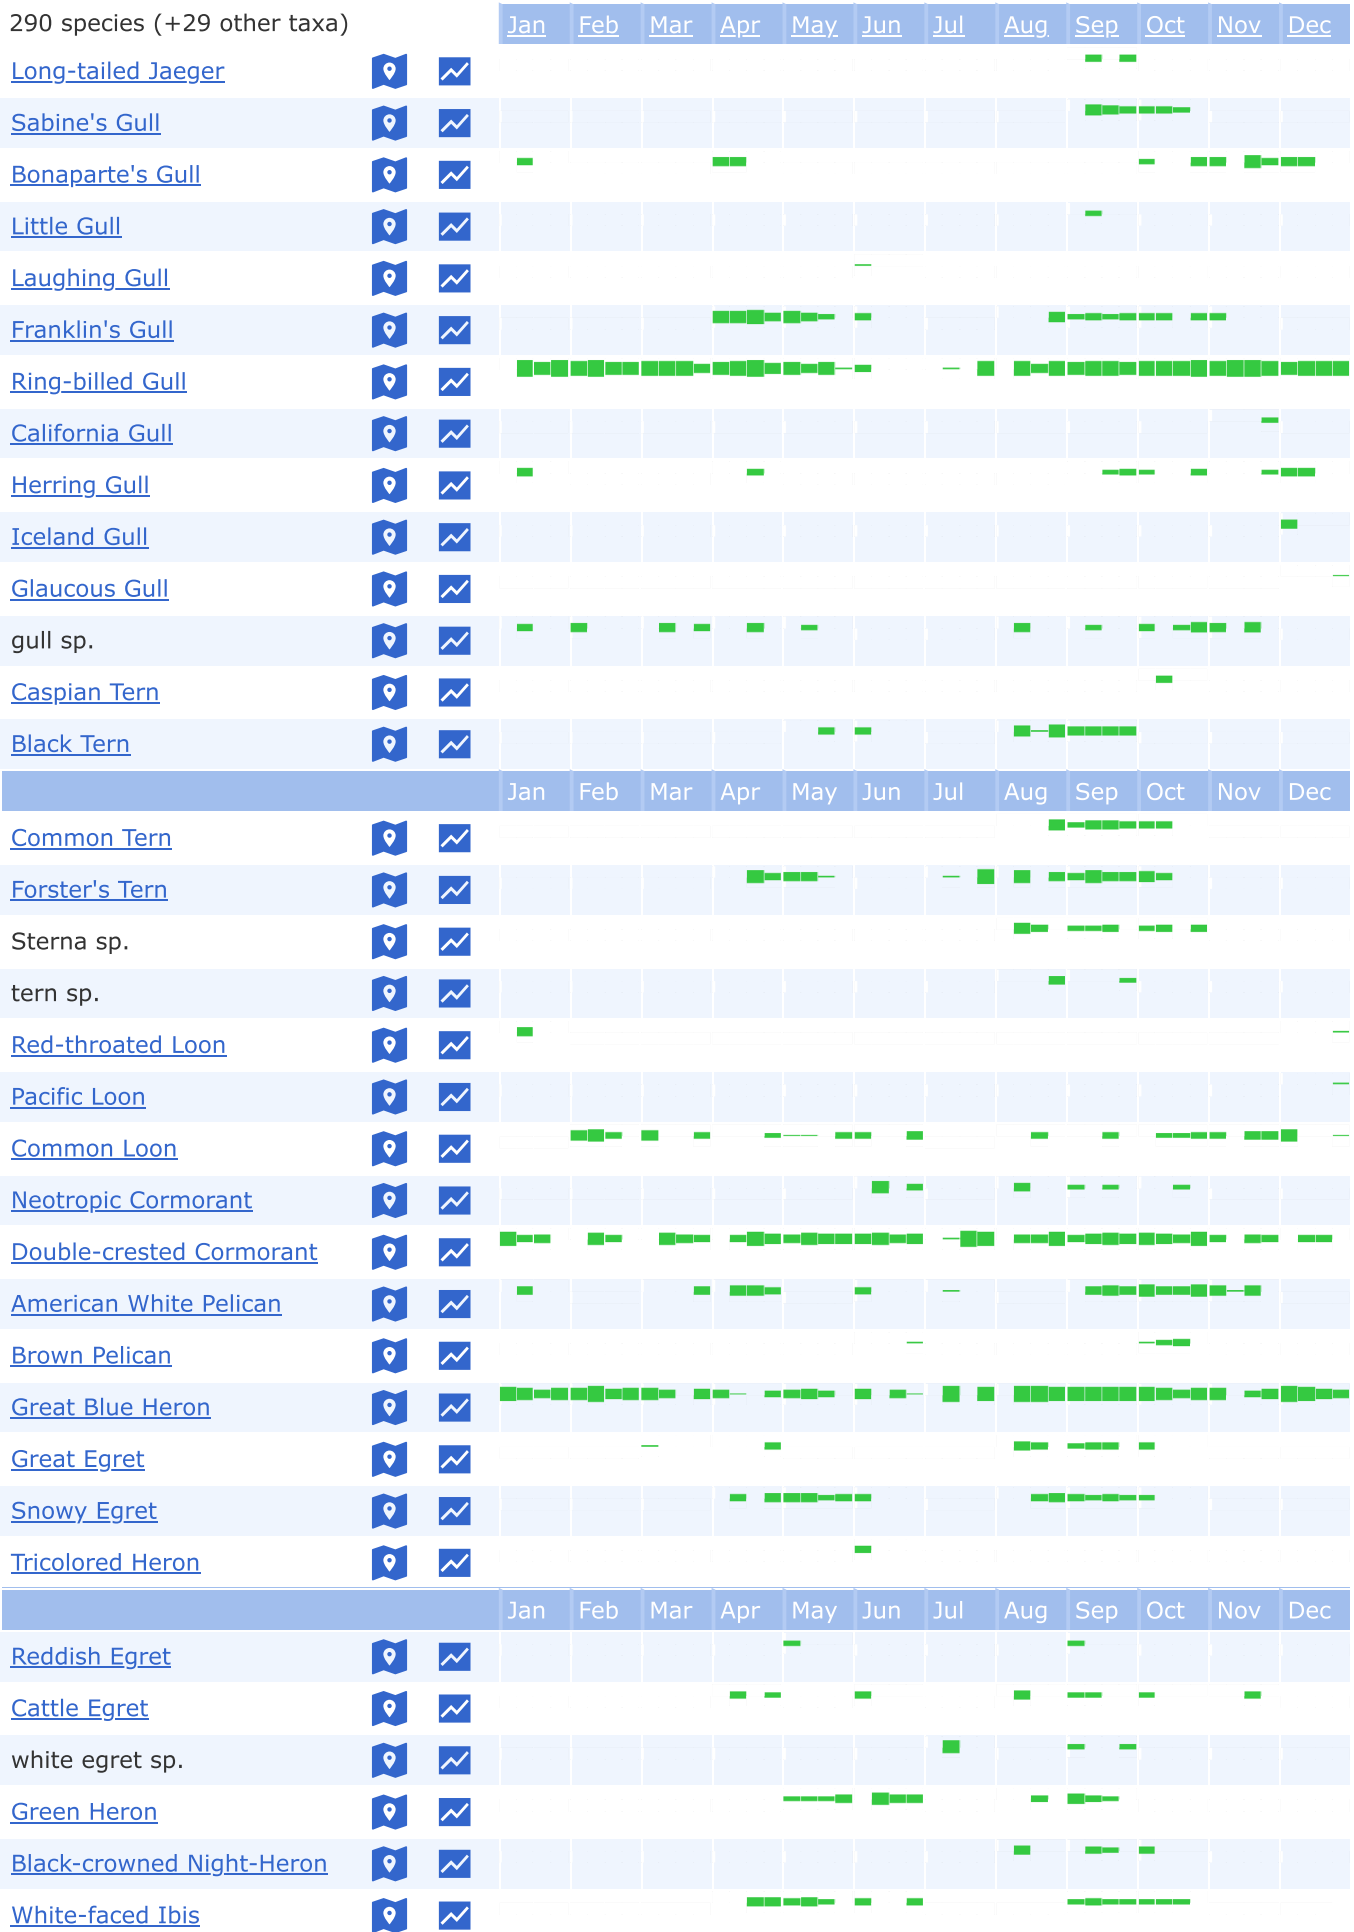 290 species (+29 other taxa) Jan Feb Mar Apr May Jun Jul Aug Sep Oct Nov Dec
Long-tailed Jaeger
Sabine's Gull
Bonaparte's Gull
Little Gull
Laughing Gull
Franklin's Gull
Ring-billed Gull
California Gull
Herring Gull
Iceland Gull
Glaucous Gull
gull sp.
Caspian Tern
Black Tern
Jan Feb Mar Apr May Jun Jul Aug Sep Oct Nov Dec
Common Tern
Forster's Tern
Sterna sp.
tern sp.
Red-throated Loon
Pacific Loon
Common Loon
Neotropic Cormorant
Double-crested Cormorant
American White Pelican
Brown Pelican
Great Blue Heron
Great Egret
Snowy Egret
Tricolored Heron
Jan Feb Mar Apr May Jun Jul Aug Sep Oct Nov Dec
Reddish Egret
Cattle Egret
white egret sp.
Green Heron
Black-crowned Night-Heron
White-faced Ibis